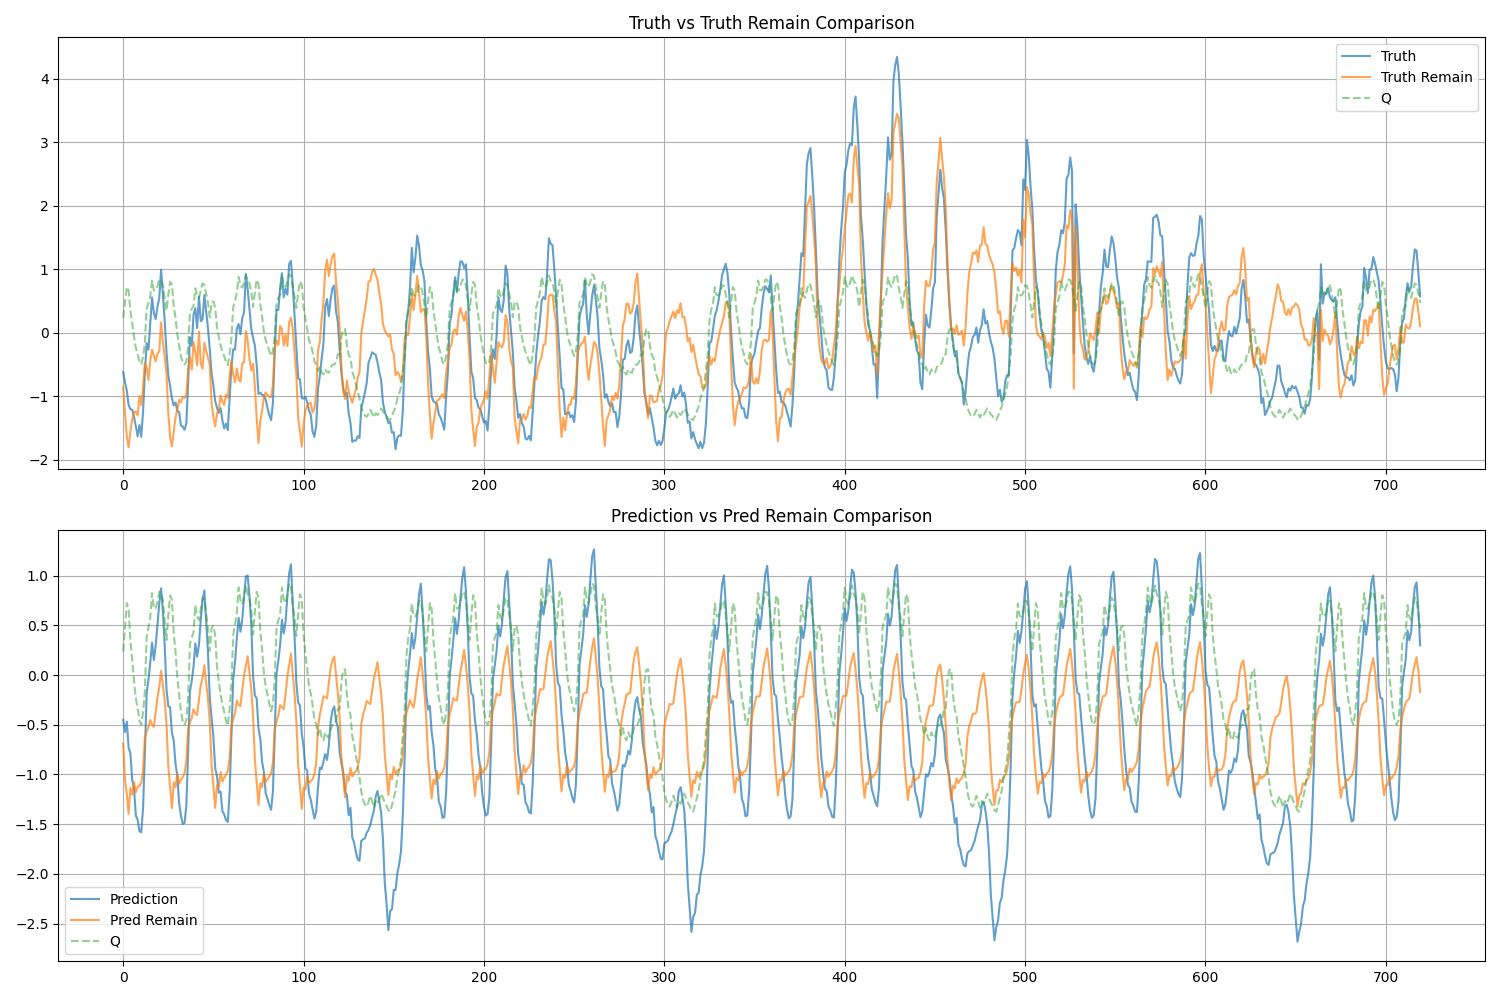 Truth vs Truth Remain Comparison
Truth
Truth Remain
Q
4
3
2
1
0
−1
−2
0 100 200 300 400 500 600 700
Prediction vs Pred Remain Comparison
1.0
0.5
0.0
−0.5
−1.0
−1.5
−2.0
−2.5
Prediction
Pred Remain
Q
0 100 200 300 400 500 600 700